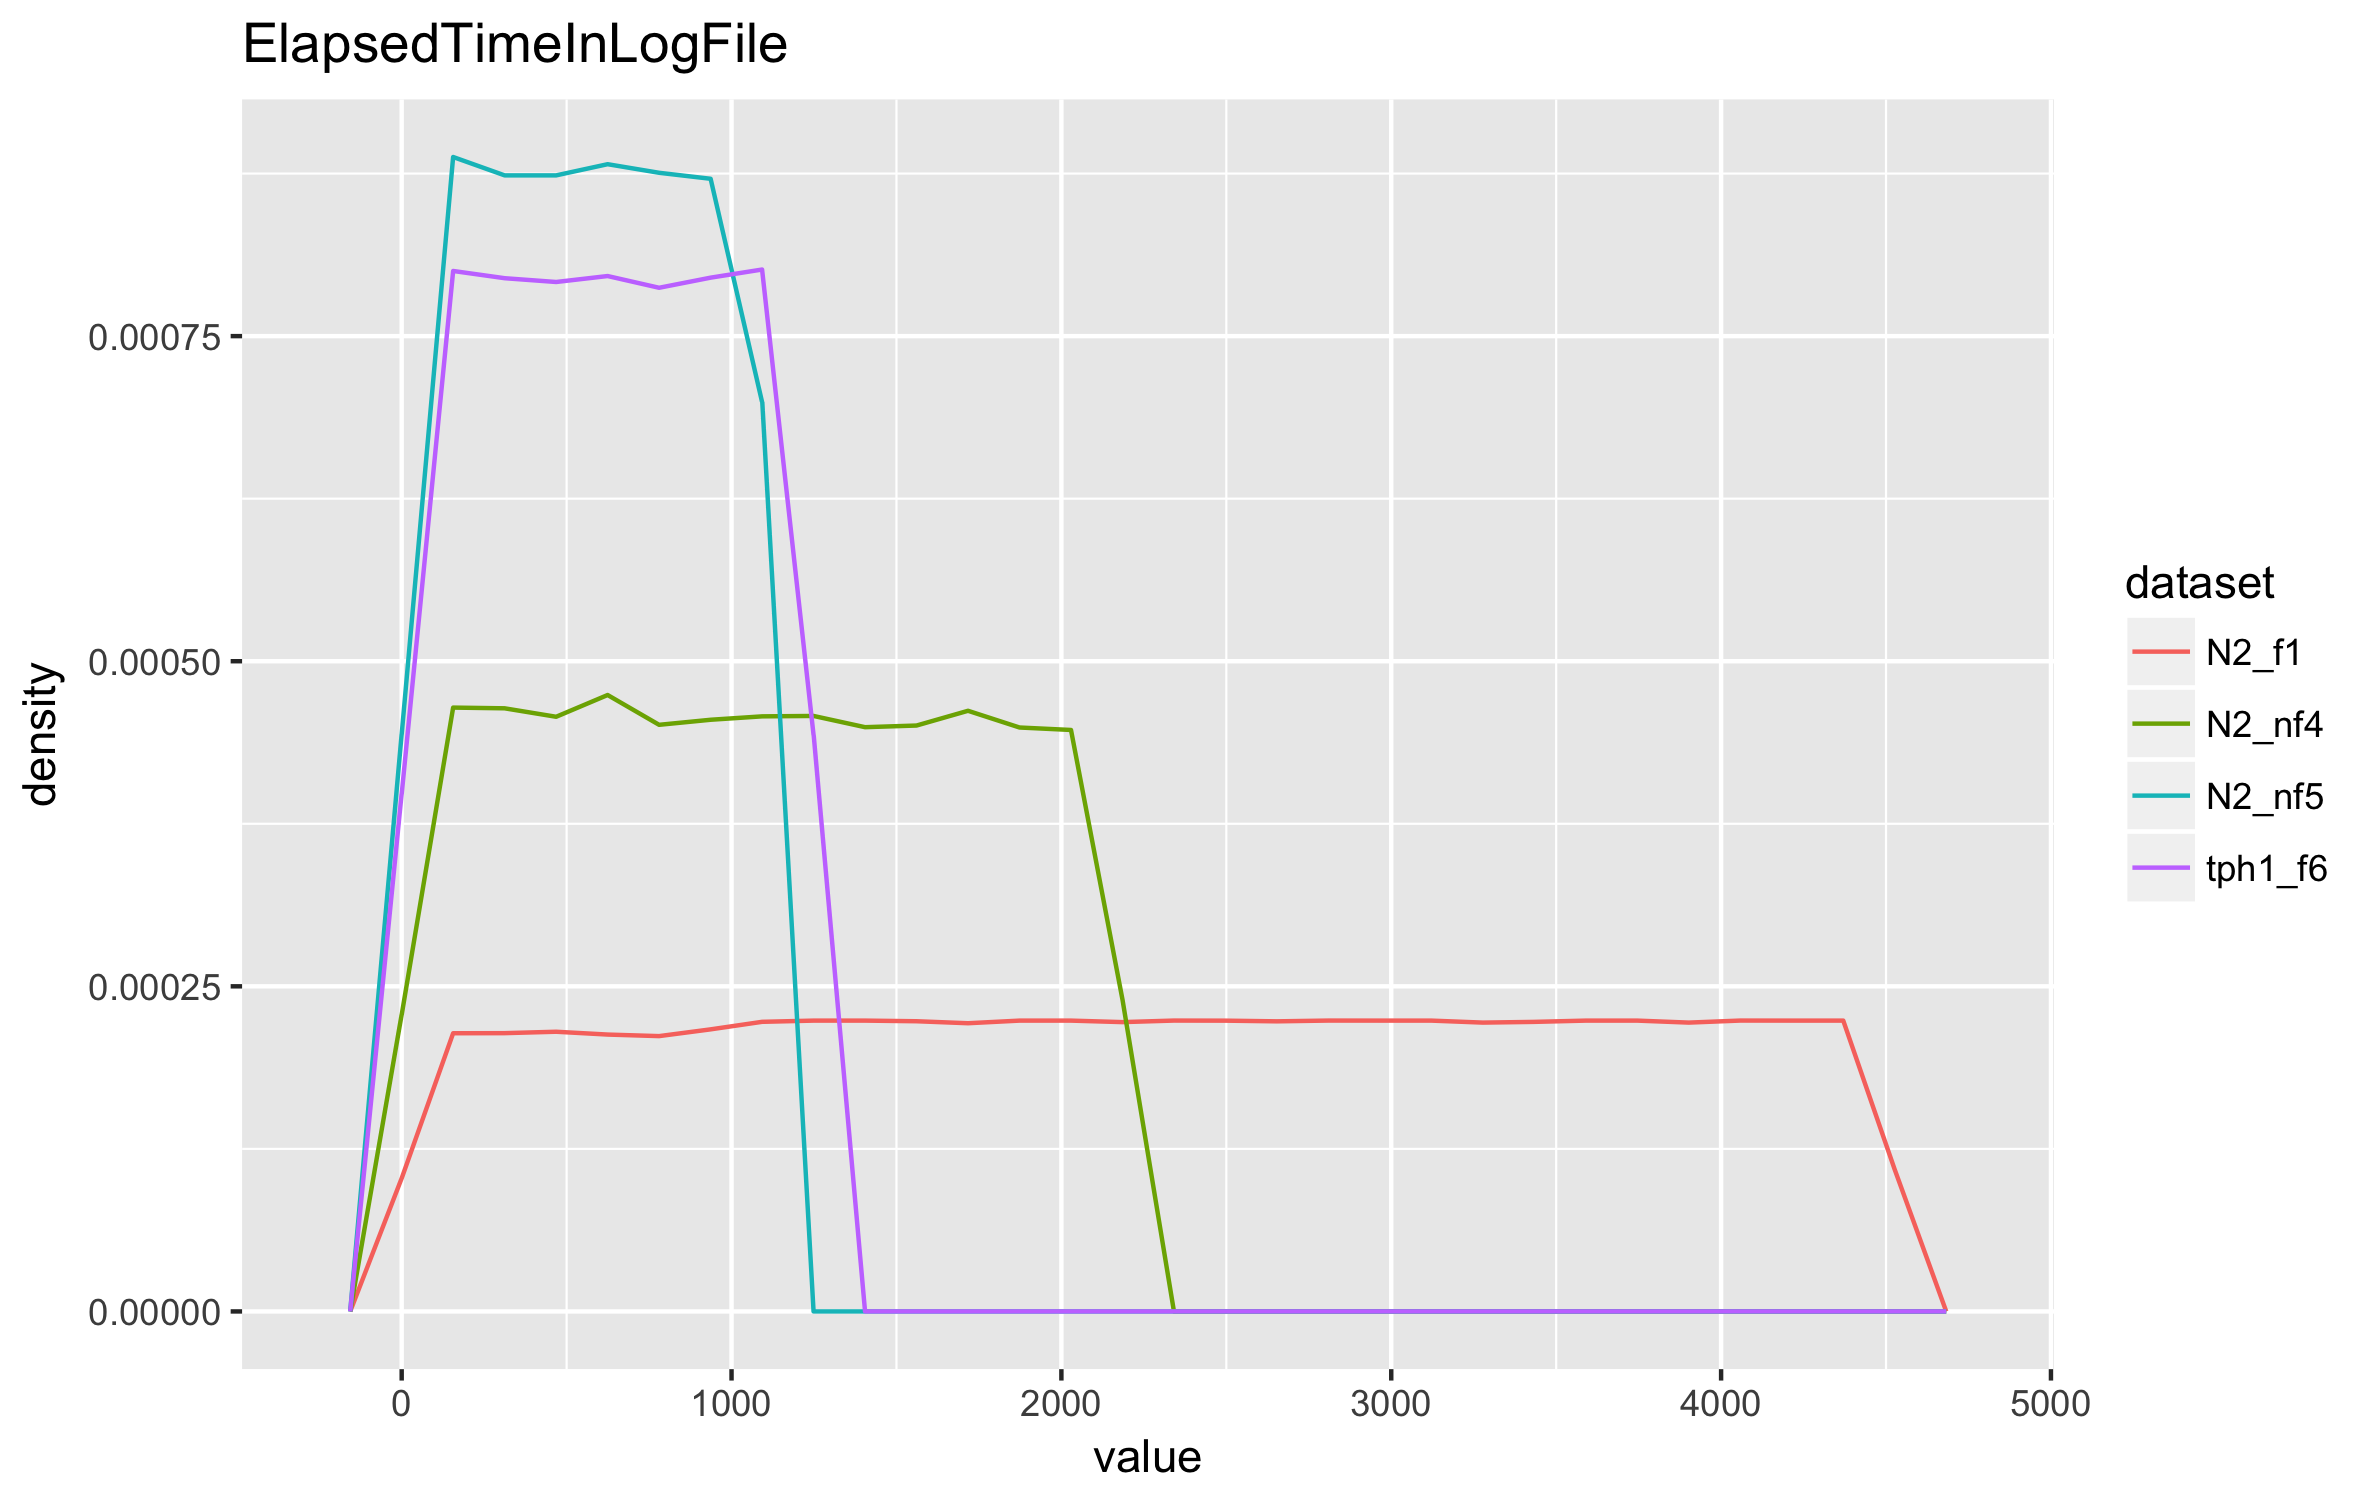 ElapsedTimeInLogFile
0.00075
0.00050
0.00025
0.00000
density
0 1000 2000 3000 4000 5000
value
dataset
N2_f1
N2_nf4
N2_nf5
tph1_f6